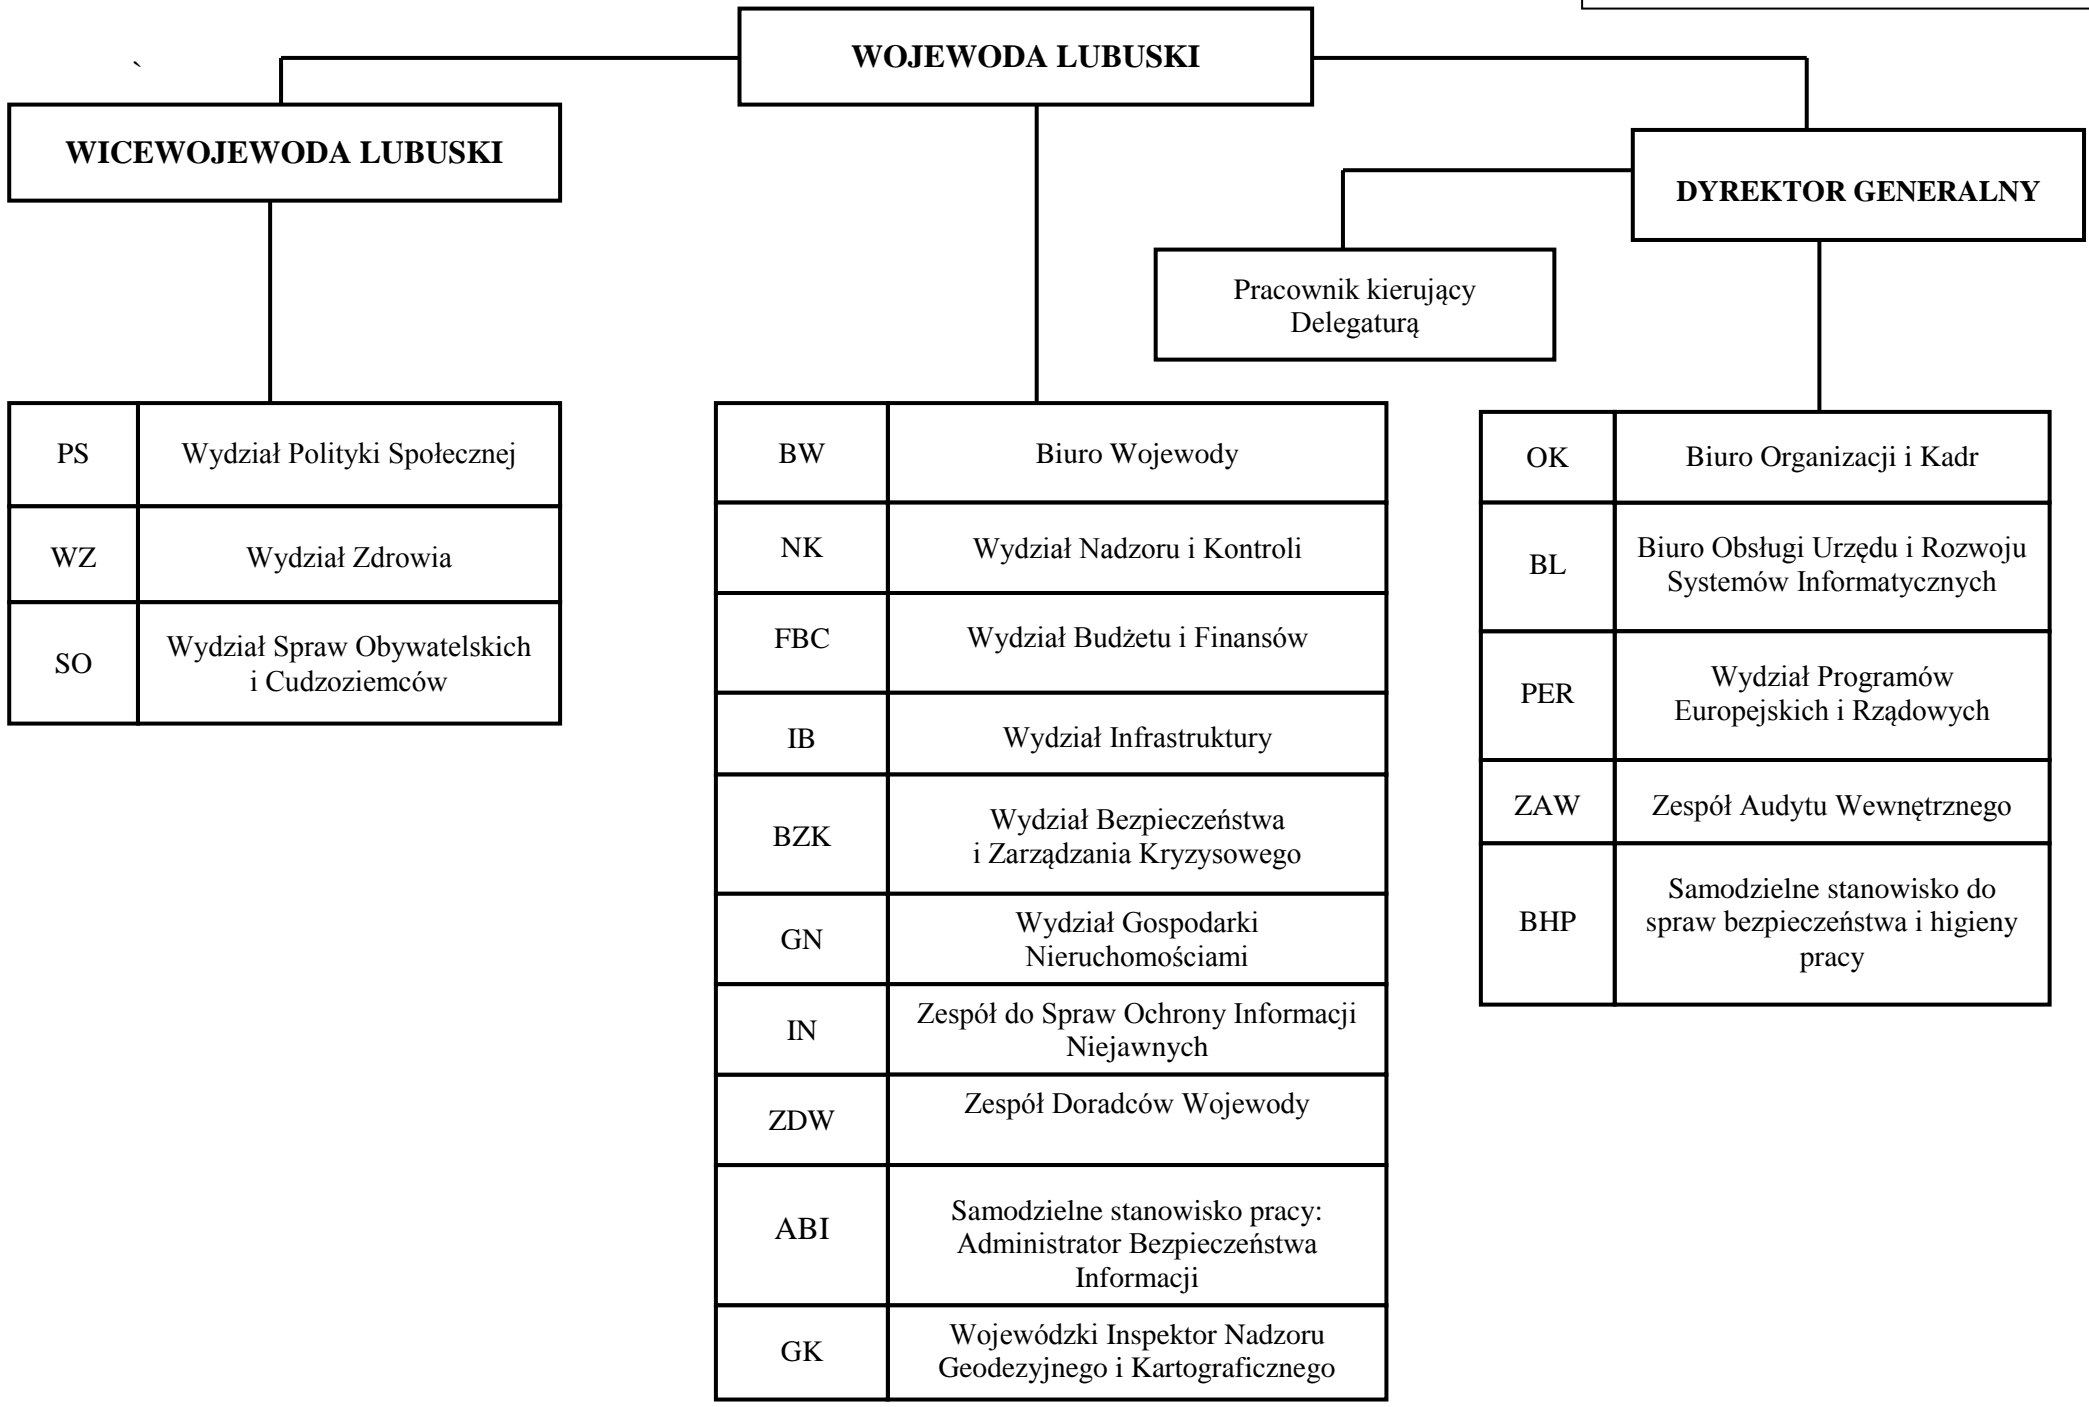 WOJEWODA LUBUSKI
`
WICEWOJEWODA LUBUSKI
DYREKTOR GENERALNY
Pracownik kierujący
Delegaturą
PS
Wydział Polityki Społecznej
WZ
Wydział Zdrowia
SO
Wydział Spraw Obywatelskich
i Cudzoziemców
BW
Biuro Wojewody
NK
Wydział Nadzoru i Kontroli
FBC
Wydział Budżetu i Finansów
IB
Wydział Infrastruktury
BZK
Wydział Bezpieczeństwa
i Zarządzania Kryzysowego
GN
Wydział Gospodarki
Nieruchomościami
IN
Zespół do Spraw Ochrony Informacji
Niejawnych
ZDW
Zespół Doradców Wojewody
ABI
Samodzielne stanowisko pracy:
Administrator Bezpieczeństwa
Informacji
GK
Wojewódzki Inspektor Nadzoru
Geodezyjnego i Kartograficznego
OK
Biuro Organizacji i Kadr
BL
Biuro Obsługi Urzędu i Rozwoju
Systemów Informatycznych
PER
Wydział Programów
Europejskich i Rządowych
ZAW
Zespół Audytu Wewnętrznego
BHP
Samodzielne stanowisko do
spraw bezpieczeństwa i higieny
pracy